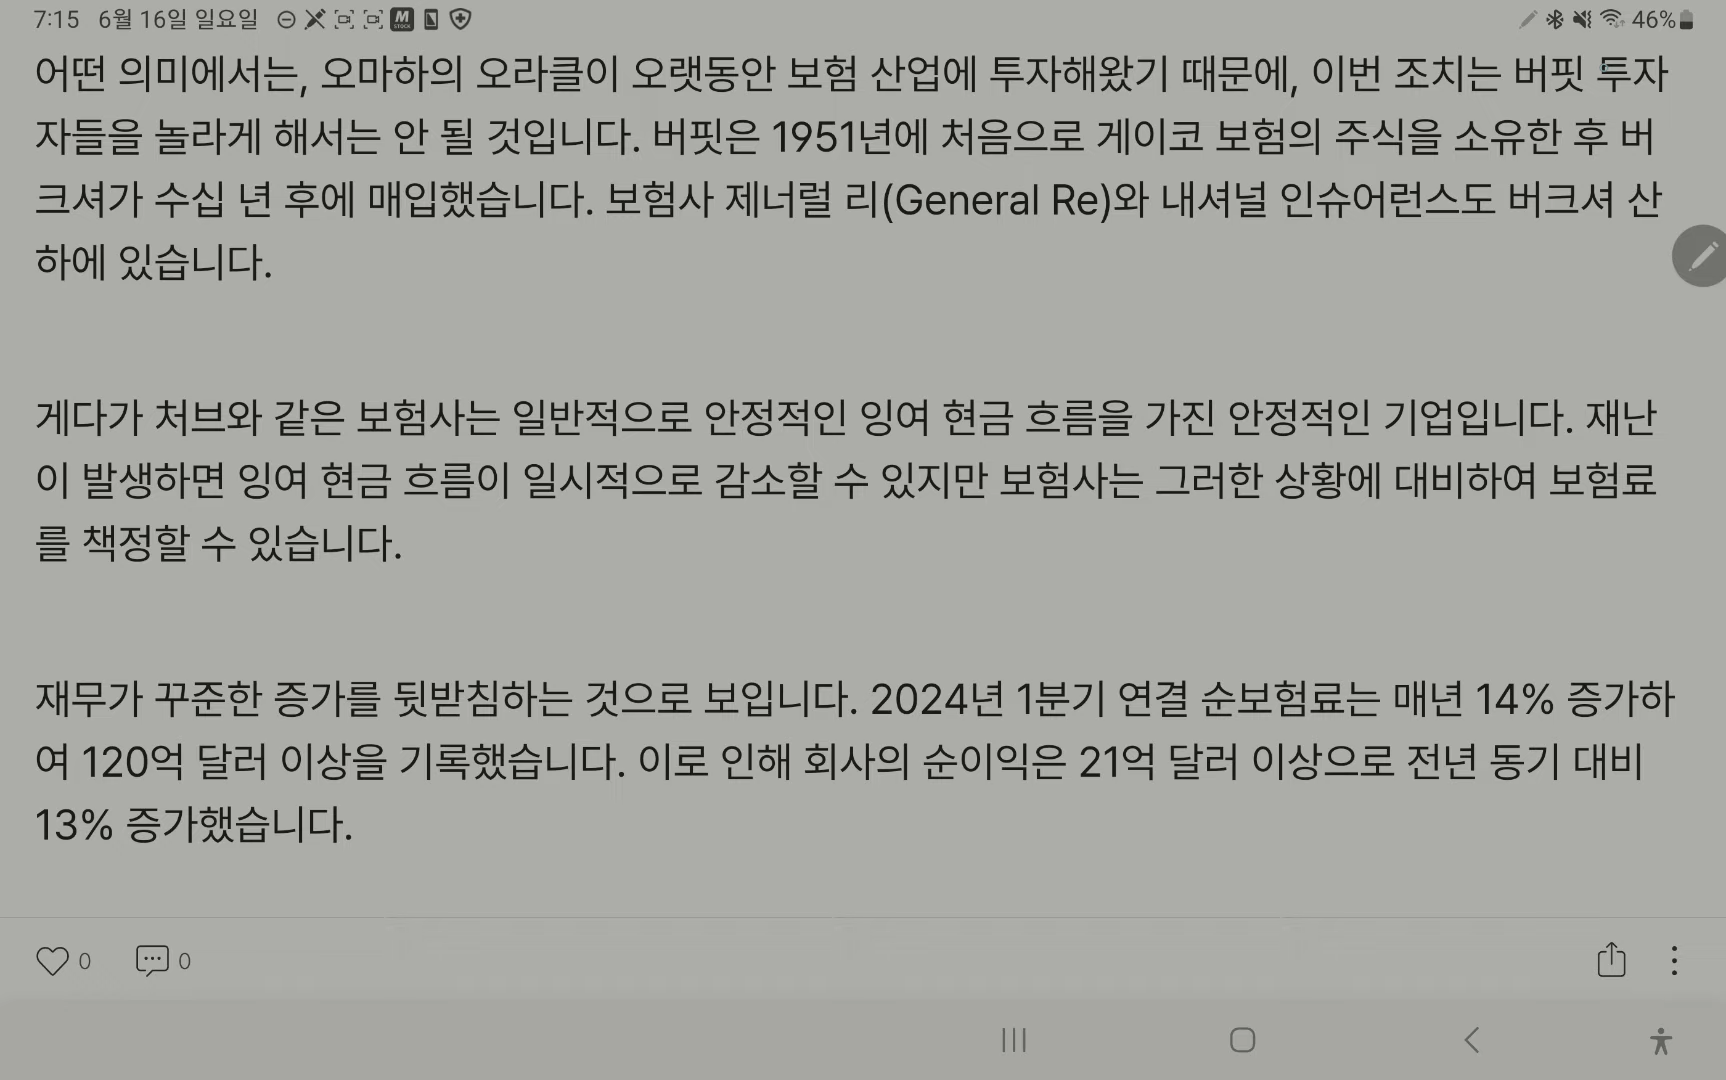 7:15 6월 16일 일요일
M
STOCK
46%
어떤 의미에서는, 오마하의 오라클이 오랫동안 보험 산업에 투자해왔기 때문에, 이번 조치는 버핏 투자
자들을 놀라게 해서는 안 될 것입니다. 버핏은 1951년에 처음으로 게이코 보험의 주식을 소유한 후 버
크셔가 수십 년 후에 매입했습니다. 보험사 제너럴 리(General Re)와 내셔널 인슈어런스도 버크셔 산
하에 있습니다.
게다가 처브와 같은 보험사는 일반적으로 안정적인 잉여 현금 흐름을 가진 안정적인 기업입니다. 재난
이 발생하면 잉여 현금 흐름이 일시적으로 감소할 수 있지만 보험사는 그러한 상황에 대비하여 보험료
를 책정할 수 있습니다.
재무가 꾸준한 증가를 뒷받침하는 것으로 보입니다. 2024년 1분기 연결 순보험료는 매년 14% 증가하
여 120억 달러 이상을 기록했습니다. 이로 인해 회사의 순이익은 21억 달러 이상으로 전년 동기 대비
13% 증가했습니다.
0 0